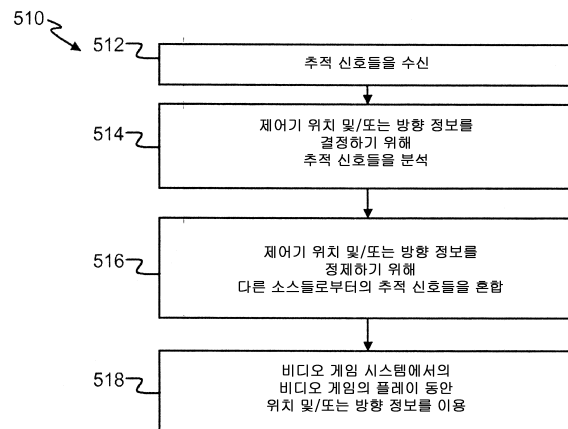 510
512
추적 신호들을 수신
514
제어기 위치 및/또는 방향 정보를
결정하기 위해
추적 신호들을 분석
516
제어기 위치 및/또는 방향 정보를
정제하기 위해
다른 소스들로부터의 추적 신호들을 혼합
518
비디오 게임 시스템에서의
비디오 게임의 플레이 동안
위치 및/또는 방향 정보를 이용